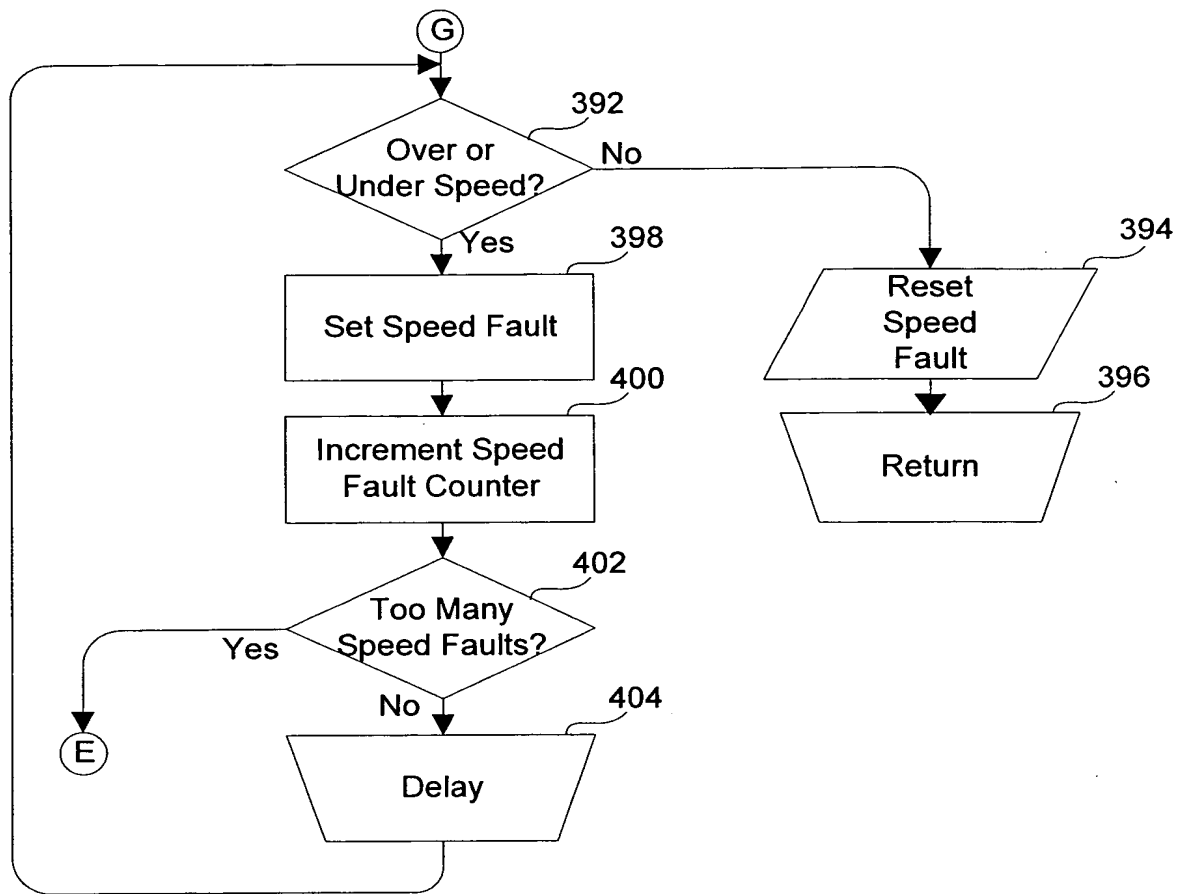 G
392
Over or
Under Speed?
No
Yes
398
394
Set Speed Fault
Reset
Speed
Fault
400
396
Increment Speed
Fault Counter
Return
402
Too Many
Speed Faults?
Yes
No
404
E
Delay